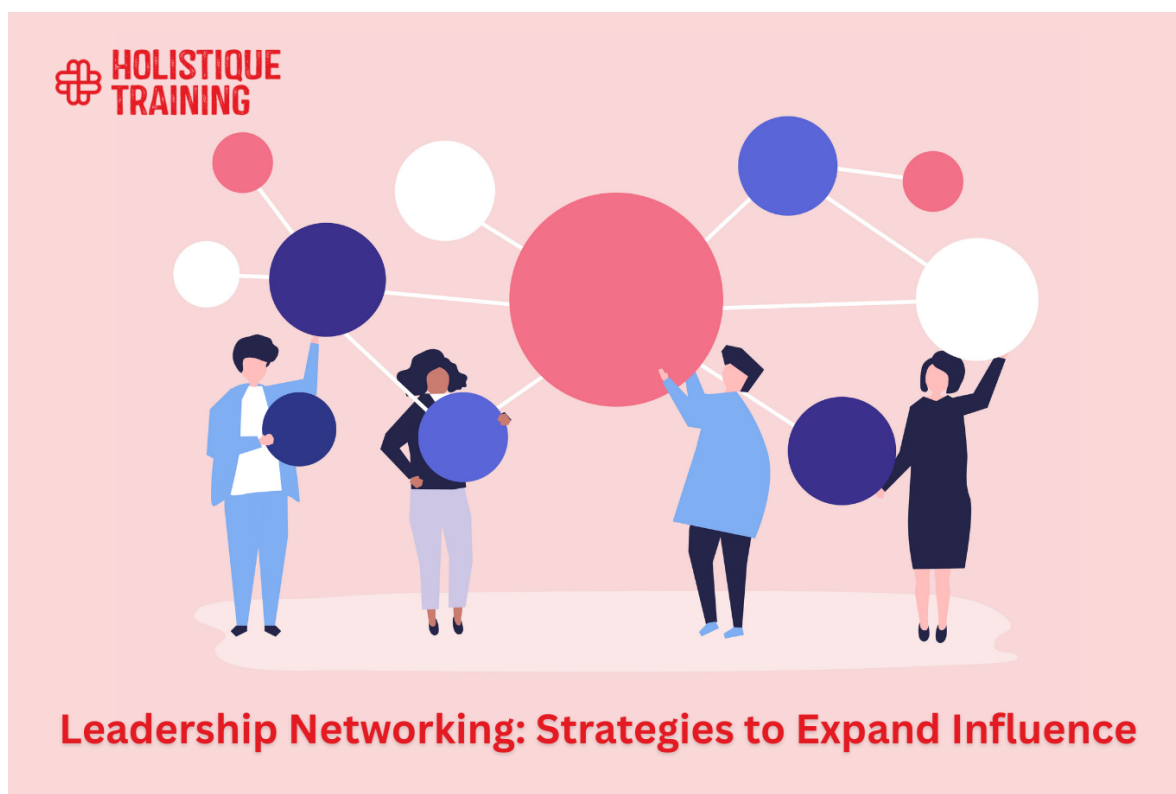 HOLISTIQUE
TRAINING
Leadership Networking: Strategies to Expand Influence